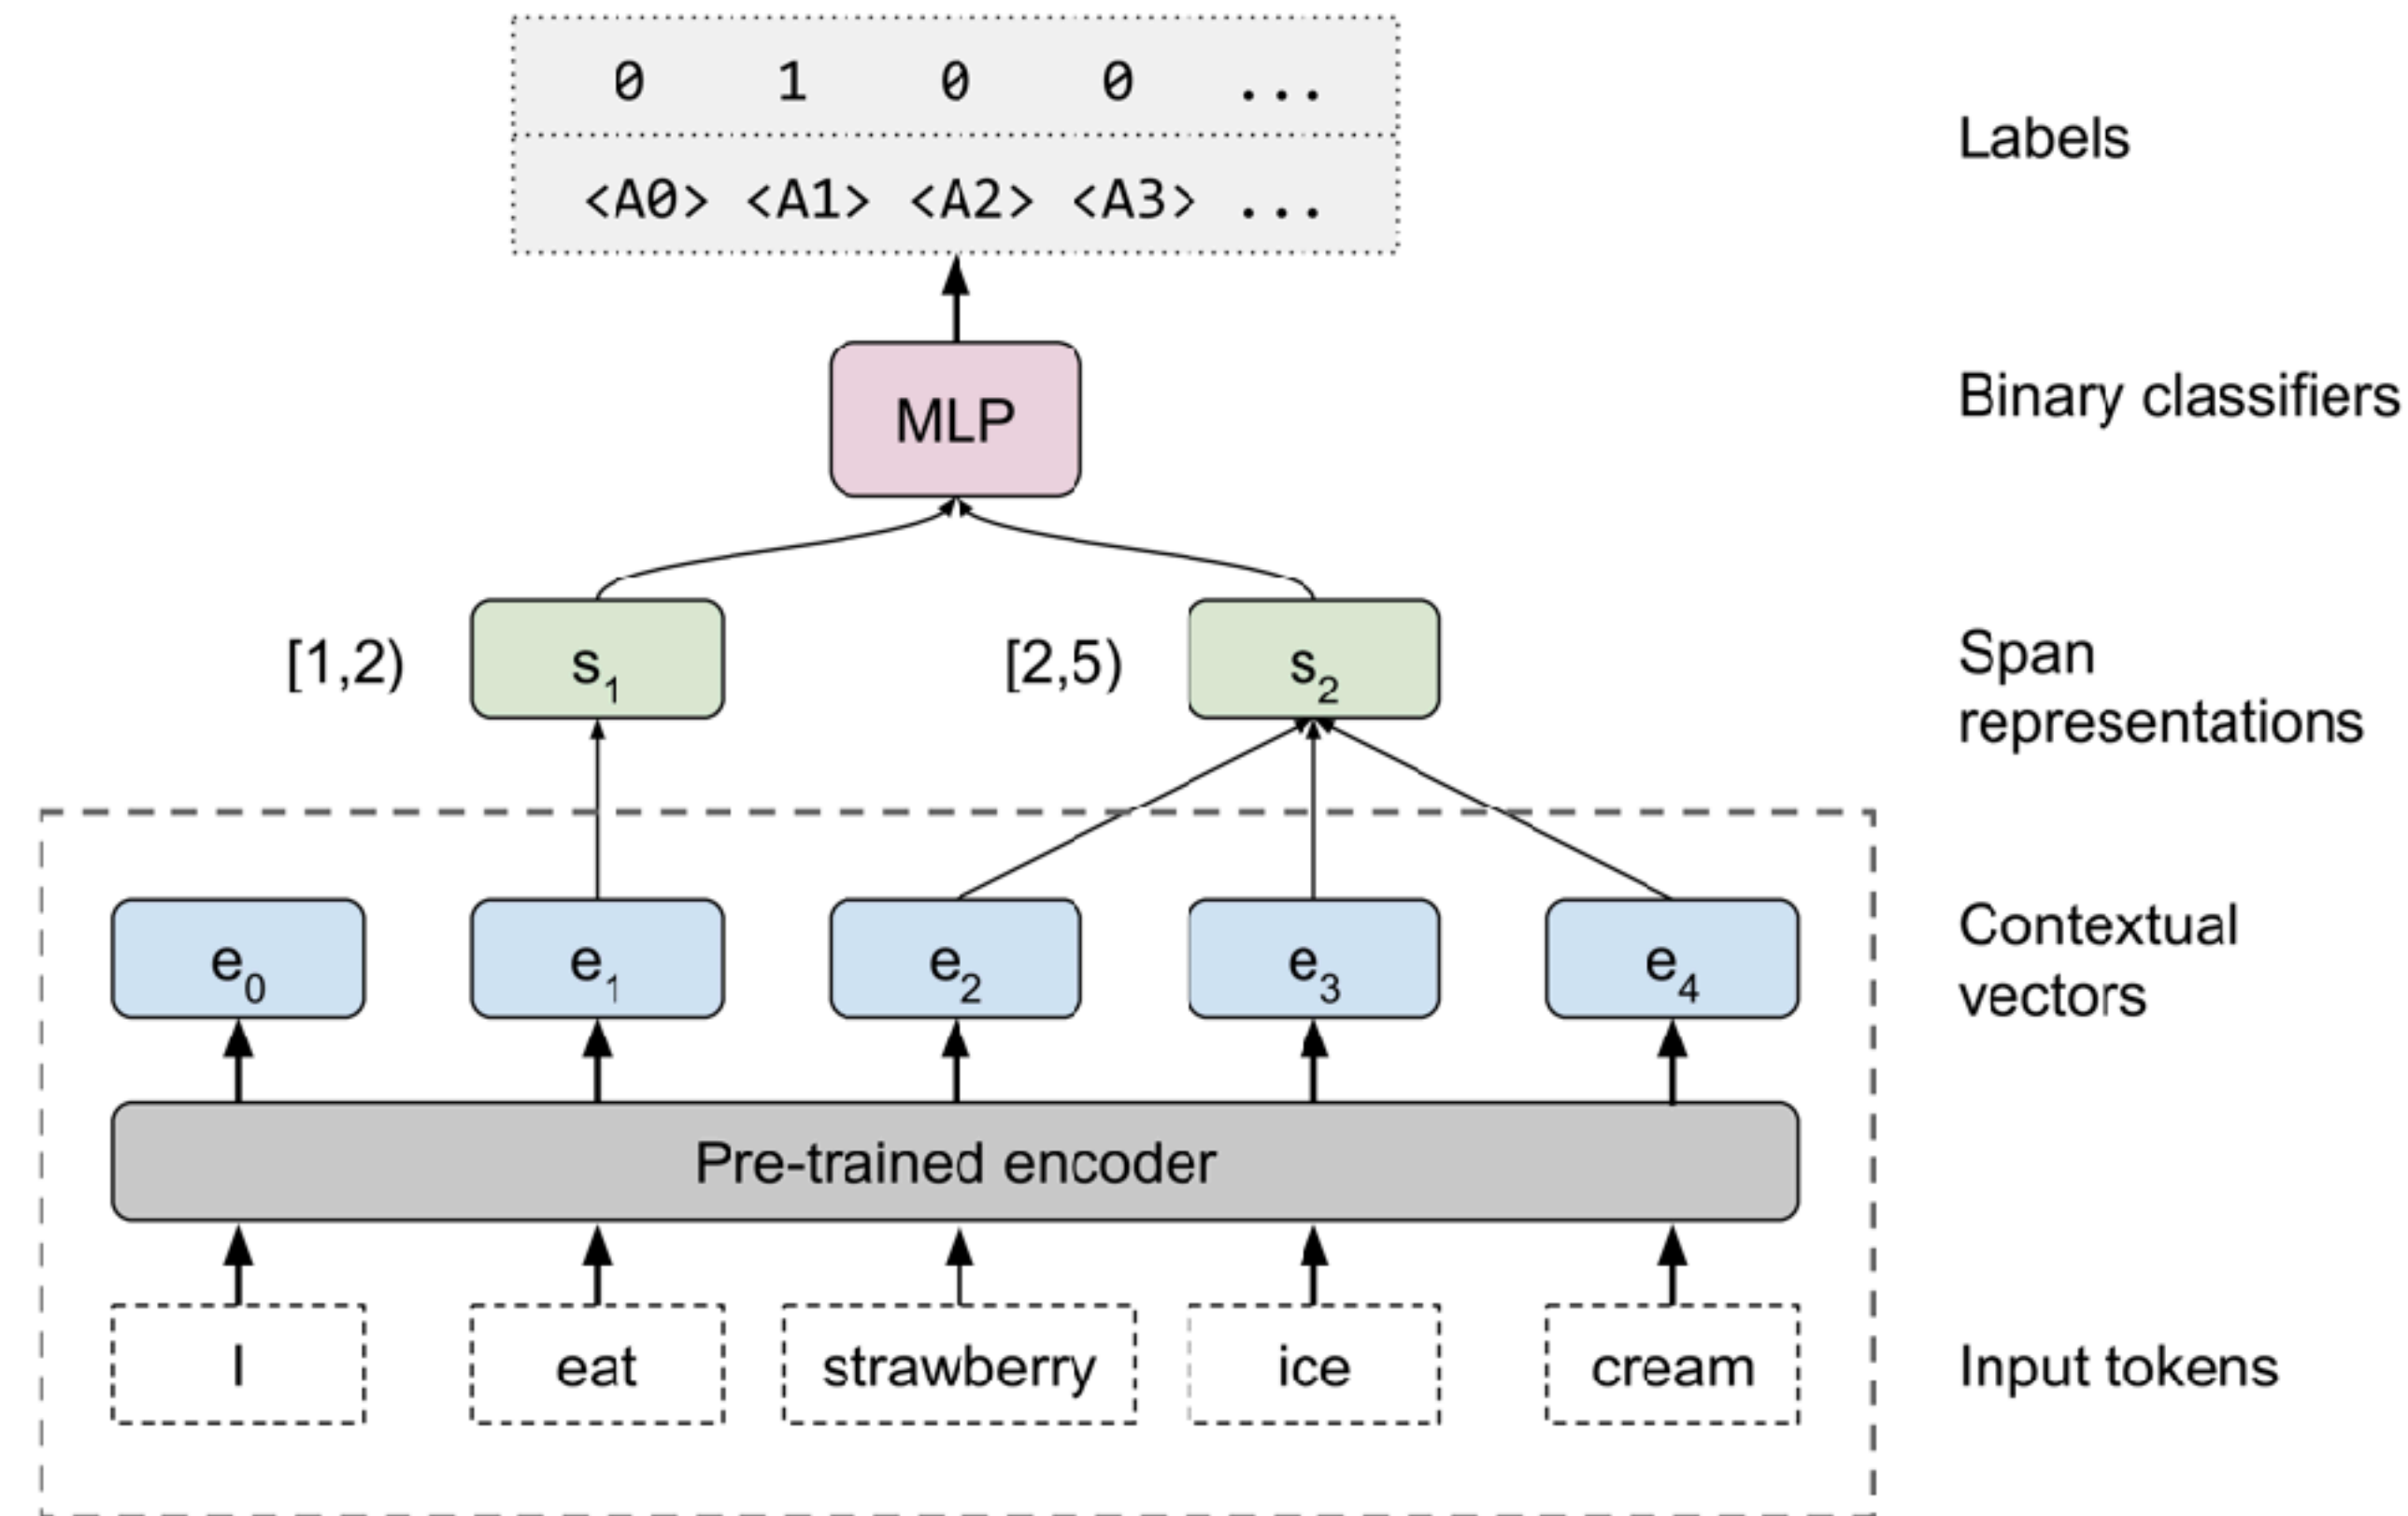 0 1 0 0 ...
<A0> <A1> <A2> <A3> ...
Labels
MLP
Binary classifiers
[1,2)
s1
[2,5)
s2
Span
representations
e0
e1
e2
e3
e4
Contextual
vectors
Pre-trained encoder
I
eat
strawberry
ice
cream
Input tokens